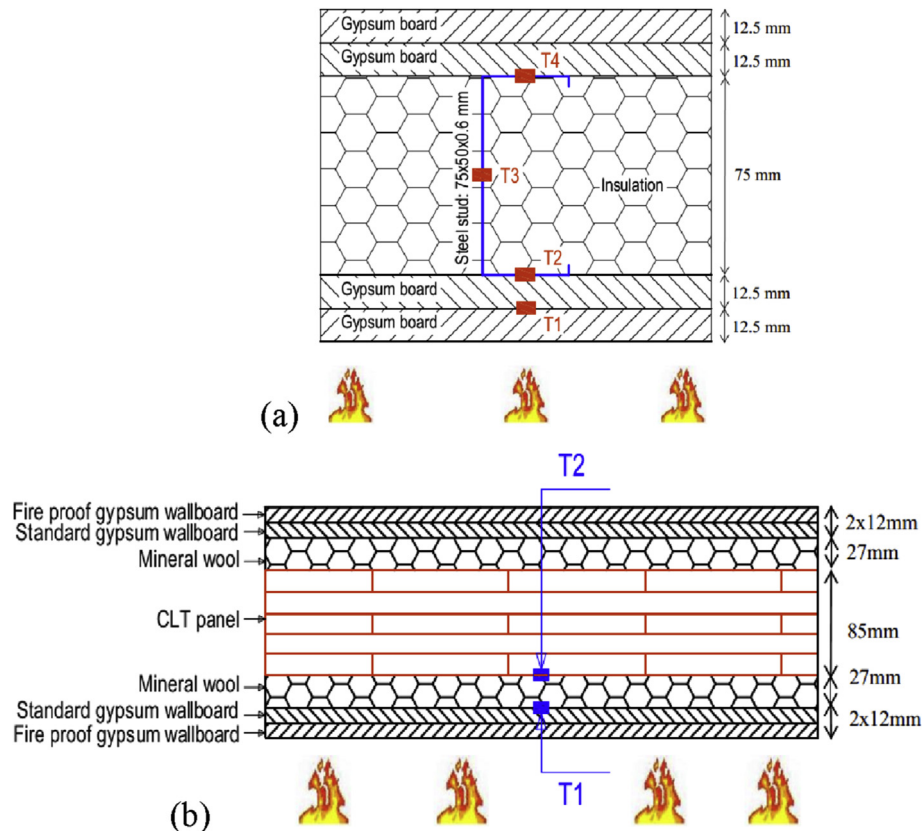 Gypsum board
12.5 mm
Gypsum board
T4
12.5 mm
Steel stud: 75x50x0.6 mm
T3
Insulation
75 mm
T2
Gypsum board
12.5 mm
Gypsum board
T1
12.5 mm
(a)
T2
Fire proof gypsum wallboard
Standard gypsum wallboard
2x12mm
Mineral wool
27mm
CLT panel
85mm
Mineral wool
27mm
Standard gypsum wallboard
2x12mm
Fire proof gypsum wallboard
T1
(b)